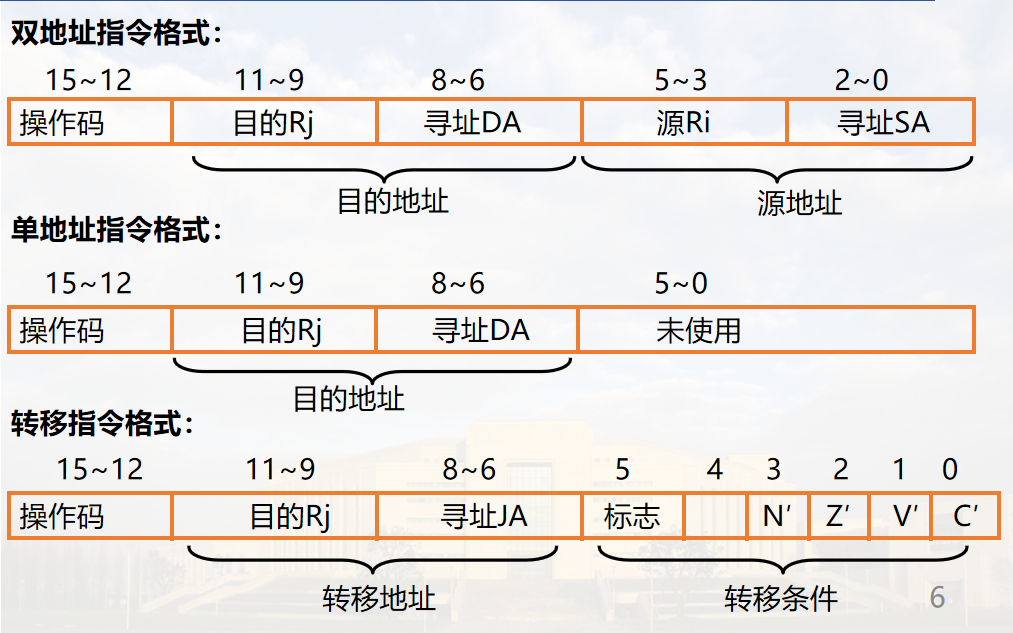 双地址指令格式：
15~12 11~9 8~6 5~3 2~0
操作码 目的Rj 寻址DA 源Ri 寻址SA
目的地址 源地址
单地址指令格式：
15~12 11~9 8~6 5~0
操作码 目的Rj 寻址DA 未使用
目的地址
转移指令格式：
15~12 11~9 8~6 5 4 3 2 1 0
操作码 目的Rj 寻址JA 标志 N′ Z′ V′ C′
转移地址 转移条件 6